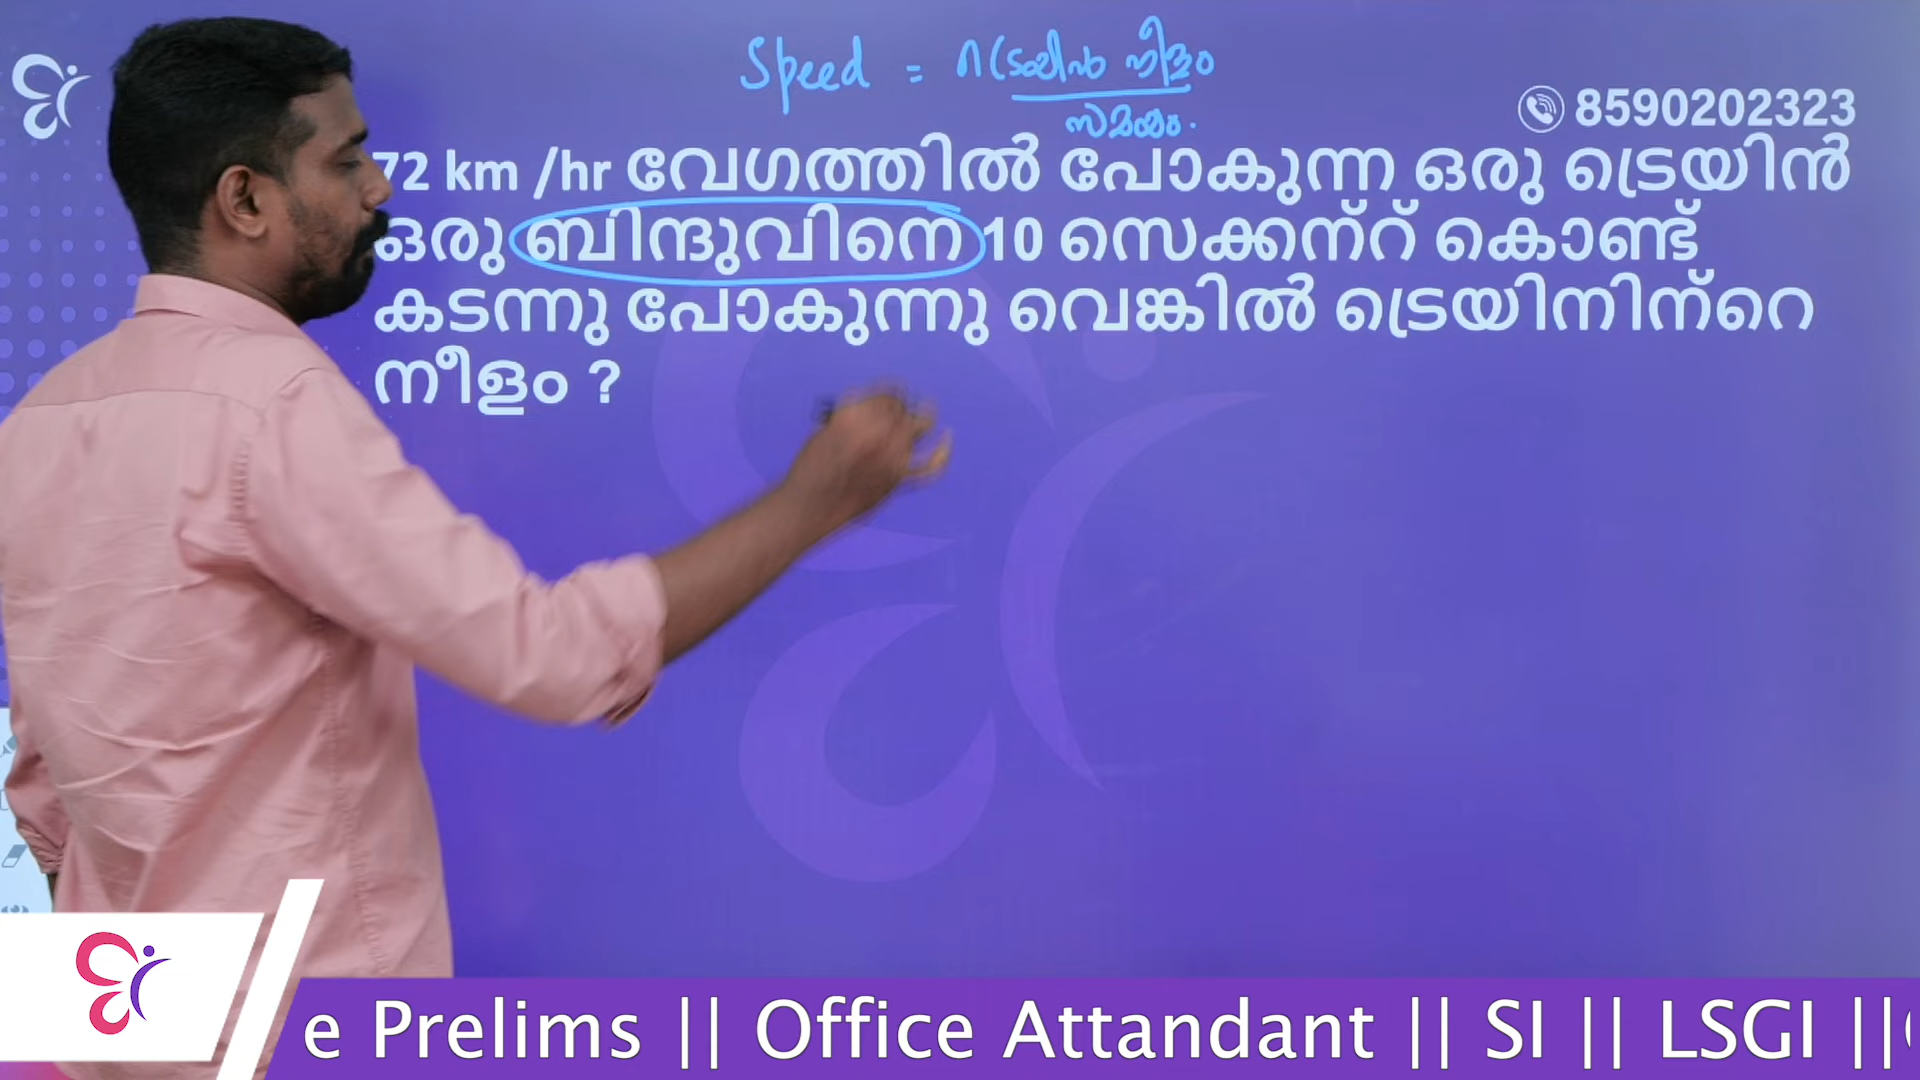 Speed = ട്രെയിൻ നീളം
സമയം.
8590202323
72 km /hr വേഗത്തിൽ പോകുന്ന ഒരു ട്രെയിൻ
ഒരു ബിന്ദുവിനെ 10 സെക്കന്റ് കൊണ്ട്
കടന്നു പോകുന്നു വെങ്കിൽ ട്രെയിനിന്റെ
നീളം ?
e Prelims || Office Attandant || SI || LSGI ||